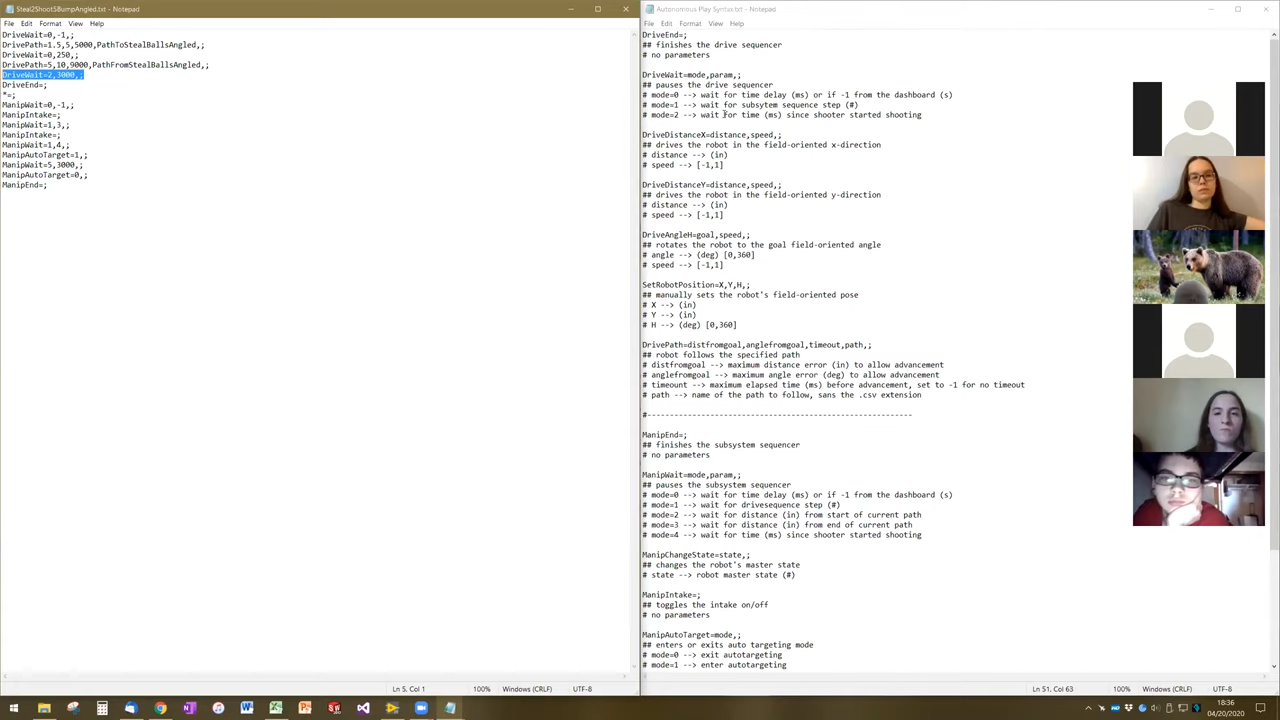 Steal2Shoot5BumpAngled.txt - Notepad
File Edit Format View Help
DriveWait=0,-1,;
DrivePath=1.5,5,5000,PathToStealBallsAngled,;
DriveWait=0,250,;
DrivePath=5,10,9000,PathFromStealBallsAngled,;
DriveWait=2,3000,;
DriveEnd=;
*=;
ManipWait=0,-1,;
ManipIntake=;
ManipWait=1,3,;
ManipIntake=;
ManipWait=1,4,;
ManipAutoTarget=1,;
ManipWait=5,3000,;
ManipAutoTarget=0,;
ManipEnd=;
Ln 5, Col 1 100% Windows (CRLF) UTF-8
Autonomous Play Syntax.txt - Notepad
File Edit Format View Help
DriveEnd=;
## finishes the drive sequencer
# no parameters
DriveWait=mode,param,;
## pauses the drive sequencer
# mode=0 --> wait for time delay (ms) or if -1 from the dashboard (s)
# mode=1 --> wait for subsytem sequence step (#)
# mode=2 --> wait for time (ms) since shooter started shooting
DriveDistanceX=distance,speed,;
## drives the robot in the field-oriented x-direction
# distance --> (in)
# speed --> [-1,1]
DriveDistanceY=distance,speed,;
## drives the robot in the field-oriented y-direction
# distance --> (in)
# speed --> [-1,1]
DriveAngleH=goal,speed,;
## rotates the robot to the goal field-oriented angle
# angle --> (deg) [0,360]
# speed --> [-1,1]
SetRobotPosition=X,Y,H,;
## manually sets the robot's field-oriented pose
# X --> (in)
# Y --> (in)
# H --> (deg) [0,360]
DrivePath=distfromgoal,anglefromgoal,timeout,path,;
## robot follows the specified path
# distfromgoal --> maximum distance error (in) to allow advancement
# anglefromgoal --> maximum angle error (deg) to allow advancement
# timeouet --> maximum elapsed time (ms) before advancement, set to -1 for no timeout
# path --> name of the path to follow, sans the .csv extension
#----------------------------------------------------------
ManipEnd=;
## finishes the subsystem sequencer
# no parameters
ManipWait=mode,param,;
## pauses the subsystem sequencer
# mode=0 --> wait for time delay (ms) or if -1 from the dashboard (s)
# mode=1 --> wait for drivesequence step (#)
# mode=2 --> wait for distance (in) from start of current path
# mode=3 --> wait for distance (in) from end of current path
# mode=4 --> wait for time (ms) since shooter started shooting
ManipChangeState=state,;
## changes the robot's master state
# state --> robot master state (#)
ManipIntake=;
## toggles the intake on/off
# no parameters
ManipAutoTarget=mode,;
## enters or exits auto targeting mode
# mode=0 --> exit autotargeting
# mode=1 --> enter autotargeting
Ln 51, Col 63 100% Windows (CRLF) UTF-8
18:36
04/20/2020